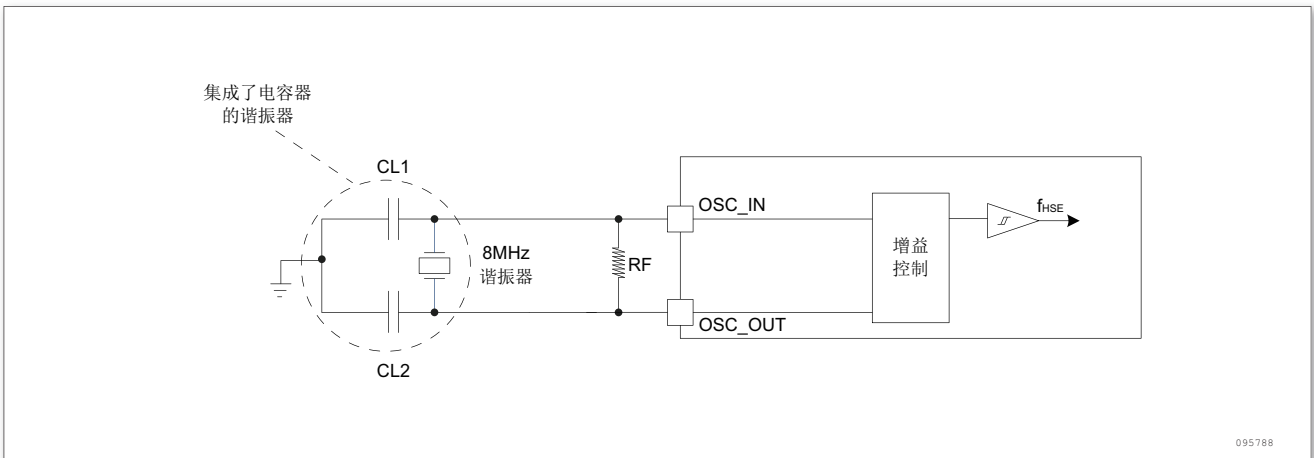 集成了电容器
的谐振器
CL1
OSC_IN
fHSE
8MHz
谐振器
RF
增益
控制
OSC_OUT
CL2
095788